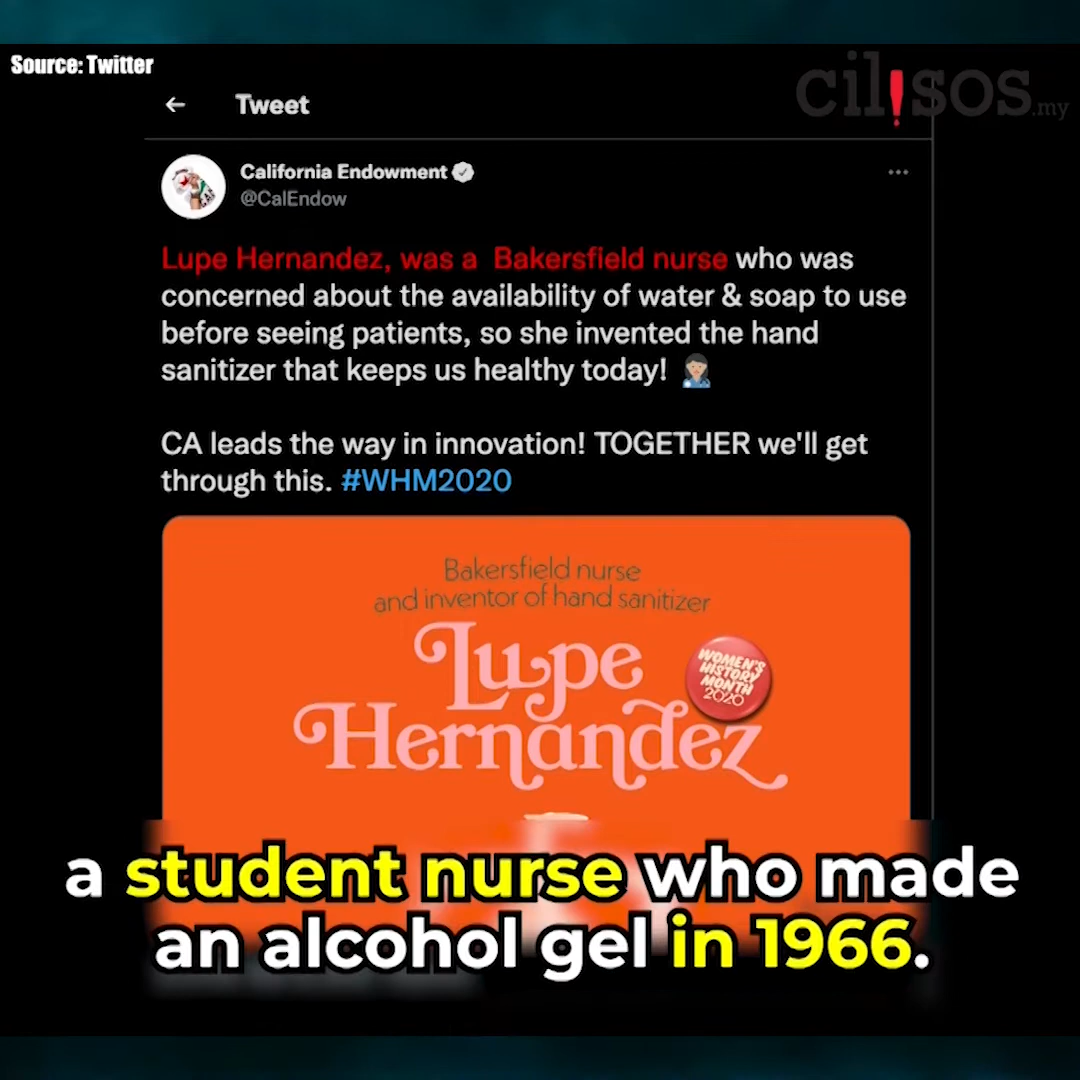 Source: Twitter
cil!sos.my
← Tweet
California Endowment
@CalEndow
Lupe Hernandez, was a Bakersfield nurse who was
concerned about the availability of water & soap to use
before seeing patients, so she invented the hand
sanitizer that keeps us healthy today! 👩🏽‍⚕️
CA leads the way in innovation! TOGETHER we'll get
through this. #WHM2020
Bakersfield nurse
and inventor of hand sanitizer
Lupe
Hernandez
WOMEN'S
HISTORY
MONTH
2020
a student nurse who made
an alcohol gel in 1966.